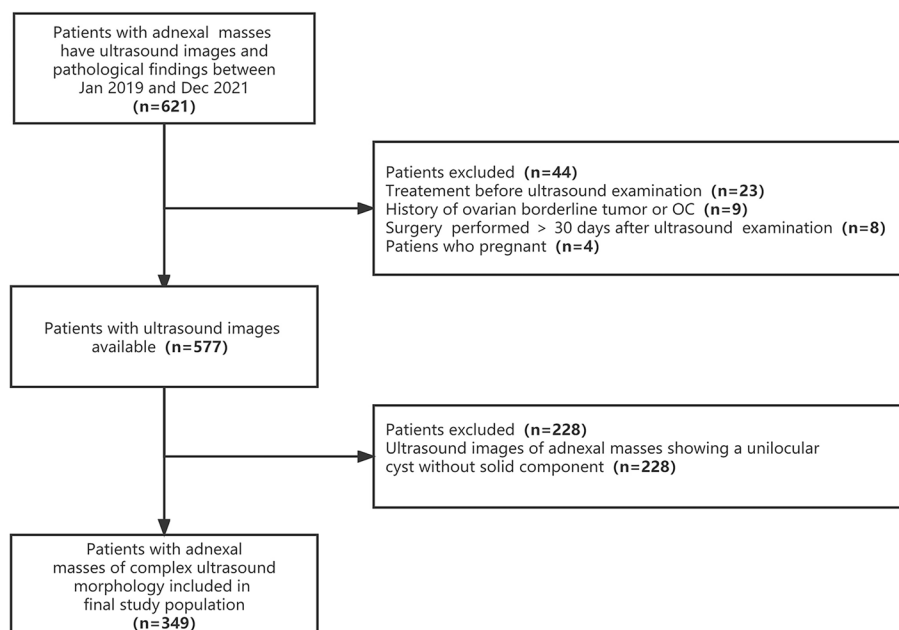 Patients with adnexal masses
have ultrasound images and
pathological findings between
Jan 2019 and Dec 2021
(n=621)
Patients excluded (n=44)
Treatement before ultrasound examination (n=23)
History of ovarian borderline tumor or OC (n=9)
Surgery performed > 30 days after ultrasound examination (n=8)
Patiens who pregnant (n=4)
Patients with ultrasound images
available (n=577)
Patients excluded (n=228)
Ultrasound images of adnexal masses showing a unilocular
cyst without solid component (n=228)
Patients with adnexal
masses of complex ultrasound
morphology included in
final study population
(n=349)